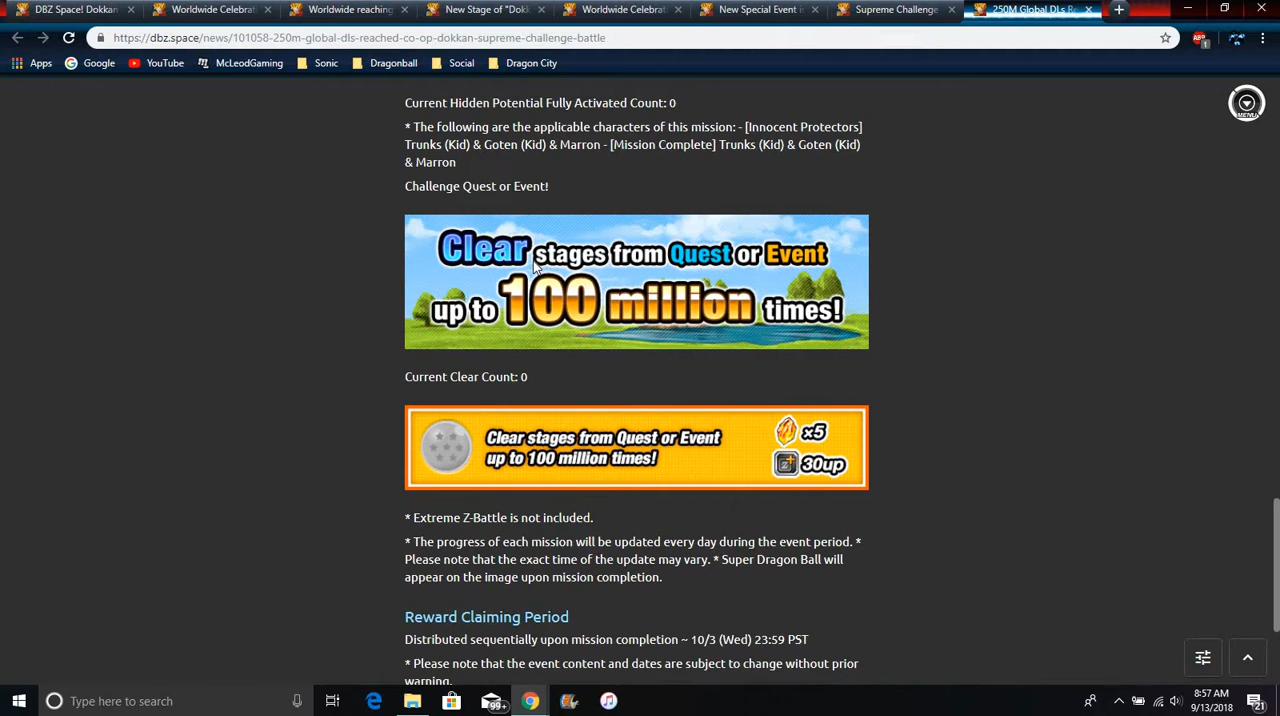 DBZ Space! Dokkan
Worldwide Celebrati
Worldwide reaching
New Stage of "Dokk
Worldwide Celebrati
New Special Event i
Supreme Challenge
250M Global DLs Re
https://dbz.space/news/101058-250m-global-dls-reached-co-op-dokkan-supreme-challenge-battle
ABP
1
Apps
Google
YouTube
McLeodGaming
Sonic
Dragonball
Social
Dragon City
Current Hidden Potential Fully Activated Count: 0
MENU
* The following are the applicable characters of this mission: - [Innocent Protectors]
Trunks (Kid) & Goten (Kid) & Marron - [Mission Complete] Trunks (Kid) & Goten (Kid)
& Marron
Challenge Quest or Event!
Clear stages from Quest or Event
up to 100 million times!
Current Clear Count: 0
Clear stages from Quest or Event
up to 100 million times!
x5
30up
* Extreme Z-Battle is not included.
* The progress of each mission will be updated every day during the event period. *
Please note that the exact time of the update may vary. * Super Dragon Ball will
appear on the image upon mission completion.
Reward Claiming Period
Distributed sequentially upon mission completion ~ 10/3 (Wed) 23:59 PST
* Please note that the event content and dates are subject to change without prior
warning.
Type here to search
99+
8:57 AM
9/13/2018
21